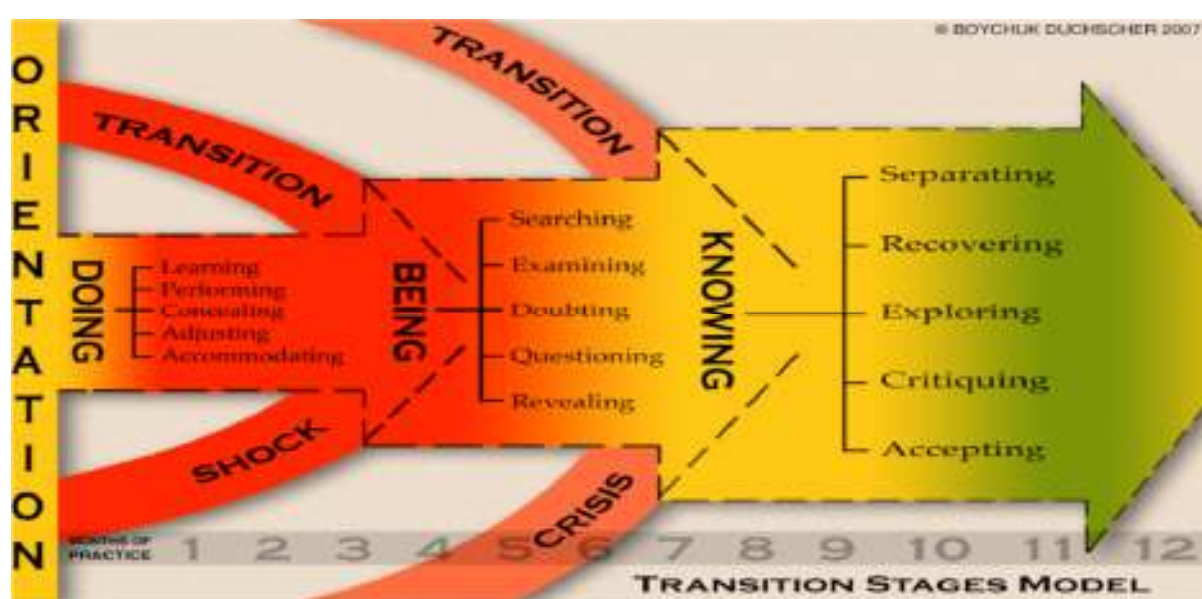 © BOYCHUK DUCHSCHER 2007
ORIENTATION
TRANSITION
SHOCK
TRANSITION
CRISIS
DOING
Learning
Performing
Concealing
Adjusting
Accommodating
BEING
Searching
Examining
Doubting
Questioning
Revealing
KNOWING
Separating
Recovering
Exploring
Critiquing
Accepting
MONTHS OF
PRACTICE 1 2 3 4 5 6 7 8 9 10 11 12
TRANSITION STAGES MODEL